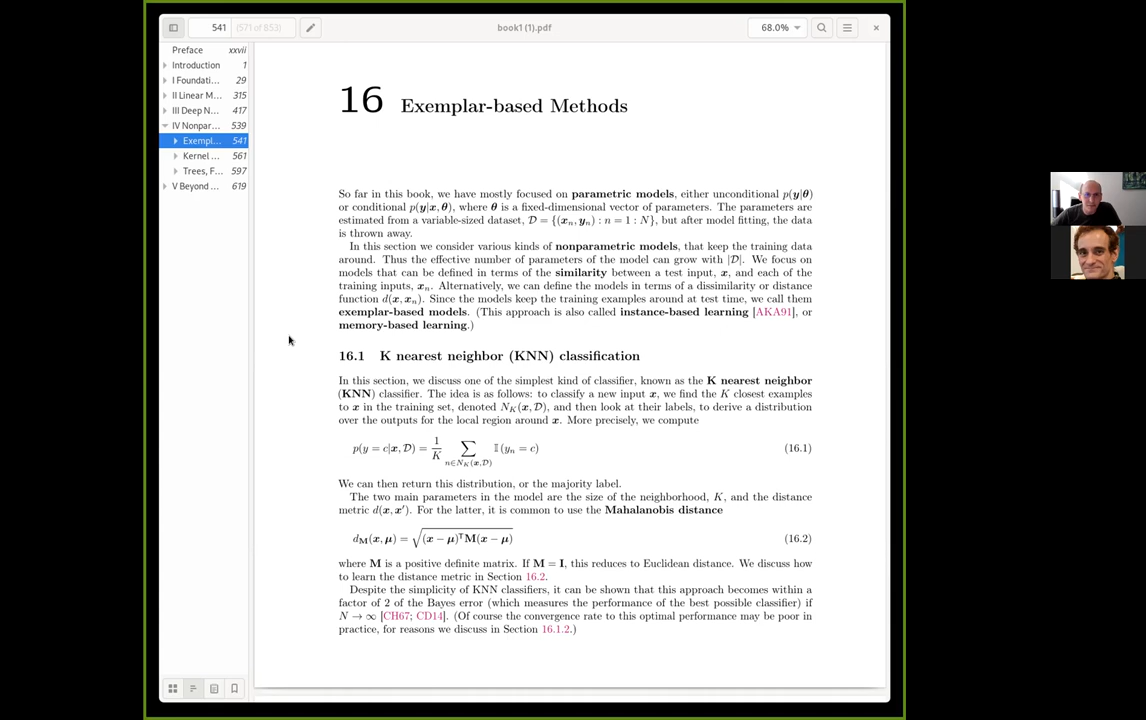 541 (571 of 853)
book1 (1).pdf
68.0%
Preface xxvii
Introduction 1
I Foundati... 29
II Linear M... 315
III Deep N... 417
IV Nonpar... 539
Exempl... 541
Kernel ... 561
Trees, F... 597
V Beyond ... 619
16 Exemplar-based Methods
So far in this book, we have mostly focused on parametric models, either unconditional p(y|θ)
or conditional p(y|x, θ), where θ is a fixed-dimensional vector of parameters. The parameters are
estimated from a variable-sized dataset, D = {(xₙ, yₙ) : n = 1 : N}, but after model fitting, the data
is thrown away.
In this section we consider various kinds of nonparametric models, that keep the training data
around. Thus the effective number of parameters of the model can grow with |D|. We focus on
models that can be defined in terms of the similarity between a test input, x, and each of the
training inputs, xₙ. Alternatively, we can define the models in terms of a dissimilarity or distance
function d(x, xₙ). Since the models keep the training examples around at test time, we call them
exemplar-based models. (This approach is also called instance-based learning [AKA91], or
memory-based learning.)
16.1 K nearest neighbor (KNN) classification
In this section, we discuss one of the simplest kind of classifier, known as the K nearest neighbor
(KNN) classifier. The idea is as follows: to classify a new input x, we find the K closest examples
to x in the training set, denoted N_K(x, D), and then look at their labels, to derive a distribution
over the outputs for the local region around x. More precisely, we compute
p(y = c|x, D) = 1/K ∑_{n∈N_K(x,D)} 𝕀(yₙ = c) (16.1)
We can then return this distribution, or the majority label.
The two main parameters in the model are the size of the neighborhood, K, and the distance
metric d(x, x′). For the latter, it is common to use the Mahalanobis distance
d_M(x, μ) = √((x − μ)ᵀM(x − μ)) (16.2)
where M is a positive definite matrix. If M = I, this reduces to Euclidean distance. We discuss how
to learn the distance metric in Section 16.2.
Despite the simplicity of KNN classifiers, it can be shown that this approach becomes within a
factor of 2 of the Bayes error (which measures the performance of the best possible classifier) if
N → ∞ [CH67; CD14]. (Of course the convergence rate to this optimal performance may be poor in
practice, for reasons we discuss in Section 16.1.2.)